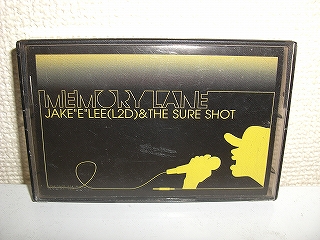 MEMORY LANE
JAKE"E"LEE(L2D)&THE SURE SHOT